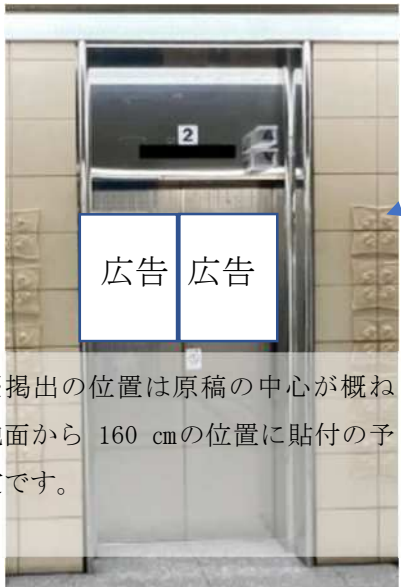 2
広告 広告
掲出の位置は原稿の中心が概ね
面から 160 cmの位置に貼付の予
です。